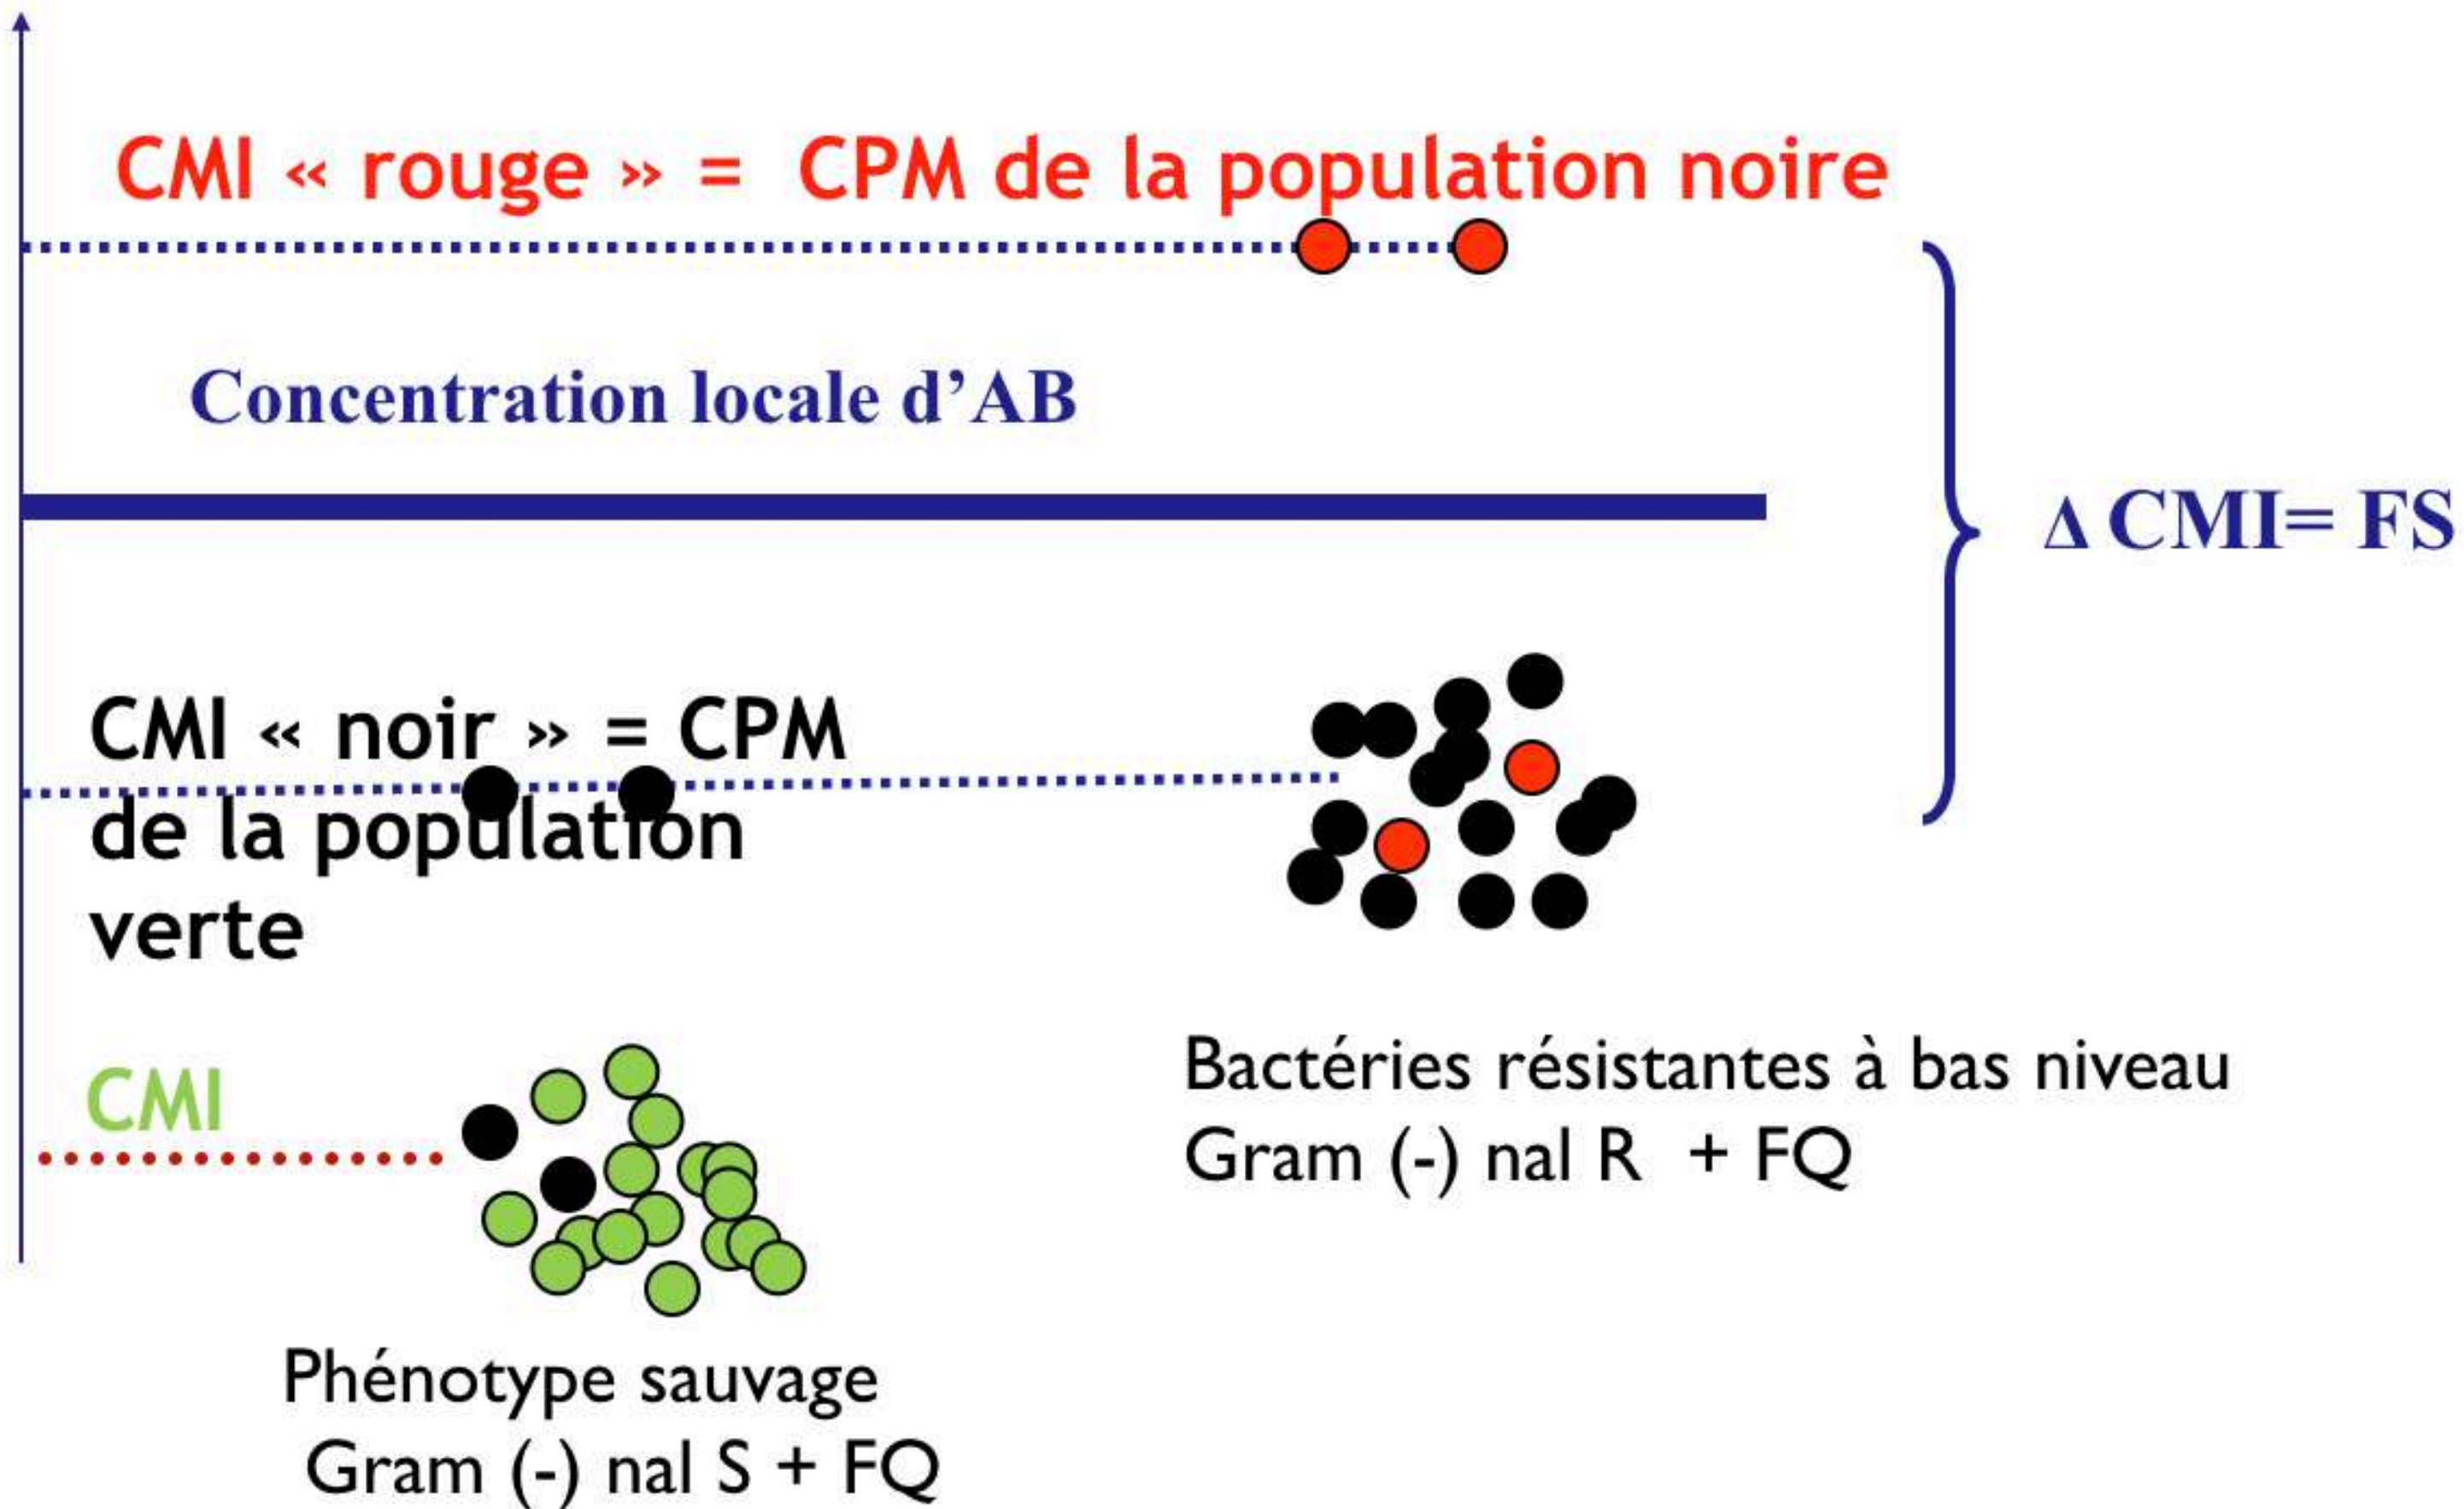 CMI « rouge » = CPM de la population noire
Concentration locale d’AB
Δ CMI= FS
CMI « noir » = CPM
de la population
verte
CMI
Bactéries résistantes à bas niveau
Gram (-) nal R + FQ
Phénotype sauvage
Gram (-) nal S + FQ